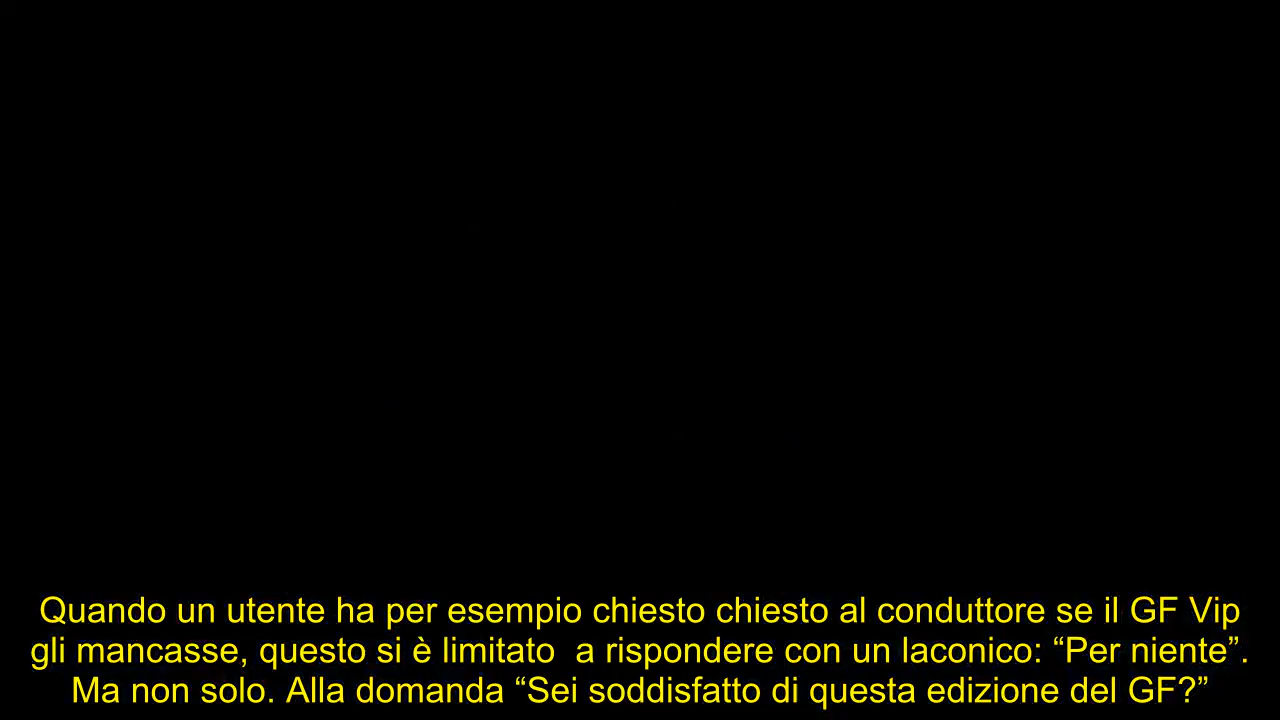 Quando un utente ha per esempio chiesto chiesto al conduttore se il GF Vip
gli mancasse, questo si è limitato  a rispondere con un laconico: “Per niente”.
Ma non solo. Alla domanda “Sei soddisfatto di questa edizione del GF?”